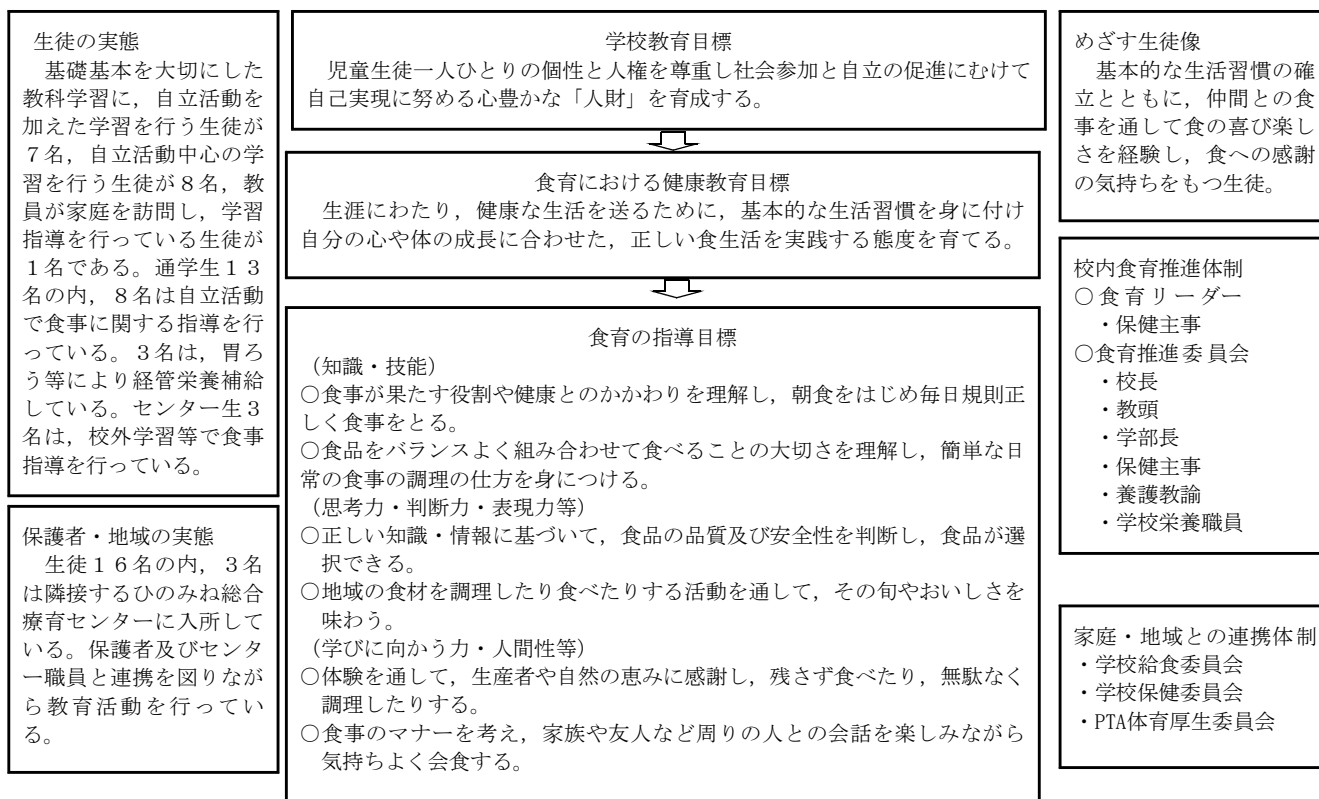 生徒の実態
基礎基本を大切にした
教科学習に，自立活動を
加えた学習を行う生徒が
７名，自立活動中心の学
習を行う生徒が８名，教
員が家庭を訪問し，学習
指導を行っている生徒が
１名である。通学生１３
名の内，８名は自立活動
で食事に関する指導を行
っている。３名は，胃ろ
う等により経管栄養補給
している。センター生３
名は，校外学習等で食事
指導を行っている。
保護者・地域の実態
生徒１６名の内，３名
は隣接するひのみね総合
療育センターに入所して
いる。保護者及びセンタ
ー職員と連携を図りなが
ら教育活動を行ってい
る。
学校教育目標
児童生徒一人ひとりの個性と人権を尊重し社会参加と自立の促進にむけて
自己実現に努める心豊かな「人財」を育成する。
食育における健康教育目標
生涯にわたり，健康な生活を送るために，基本的な生活習慣を身に付け
自分の心や体の成長に合わせた，正しい食生活を実践する態度を育てる。
食育の指導目標
（知識・技能）
○食事が果たす役割や健康とのかかわりを理解し，朝食をはじめ毎日規則正
しく食事をとる。
○食品をバランスよく組み合わせて食べることの大切さを理解し，簡単な日
常の食事の調理の仕方を身につける。
（思考力・判断力・表現力等）
○正しい知識・情報に基づいて，食品の品質及び安全性を判断し，食品が選
択できる。
○地域の食材を調理したり食べたりする活動を通して，その旬やおいしさを
味わう。
（学びに向かう力・人間性等）
○体験を通して，生産者や自然の恵みに感謝し，残さず食べたり，無駄なく
調理したりする。
○食事のマナーを考え，家族や友人など周りの人との会話を楽しみながら
気持ちよく会食する。
めざす生徒像
基本的な生活習慣の確
立とともに，仲間との食
事を通して食の喜び楽し
さを経験し，食への感謝
の気持ちをもつ生徒。
校内食育推進体制
○食育リーダー
・保健主事
○食育推進委員会
・校長
・教頭
・学部長
・保健主事
・養護教諭
・学校栄養職員
家庭・地域との連携体制
・学校給食委員会
・学校保健委員会
・PTA体育厚生委員会